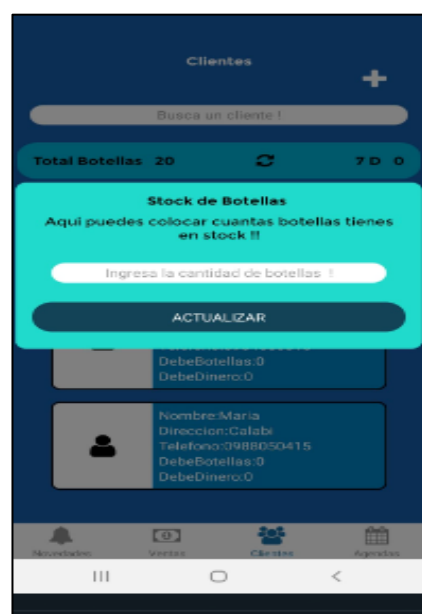 Clientes
Busca un cliente !
Total Botellas 20 7 D 0
Stock de Botellas
Aqui puedes colocar cuantas botellas tienes
en stock !!
Ingresa la cantidad de botellas !
ACTUALIZAR
DebeBotellas:0
DebeDinero:0
Nombre:Maria
Direccion:Calabi
Telefono:0988050415
DebeBotellas:0
DebeDinero:0
Novedades Ventas Clientes Agendas